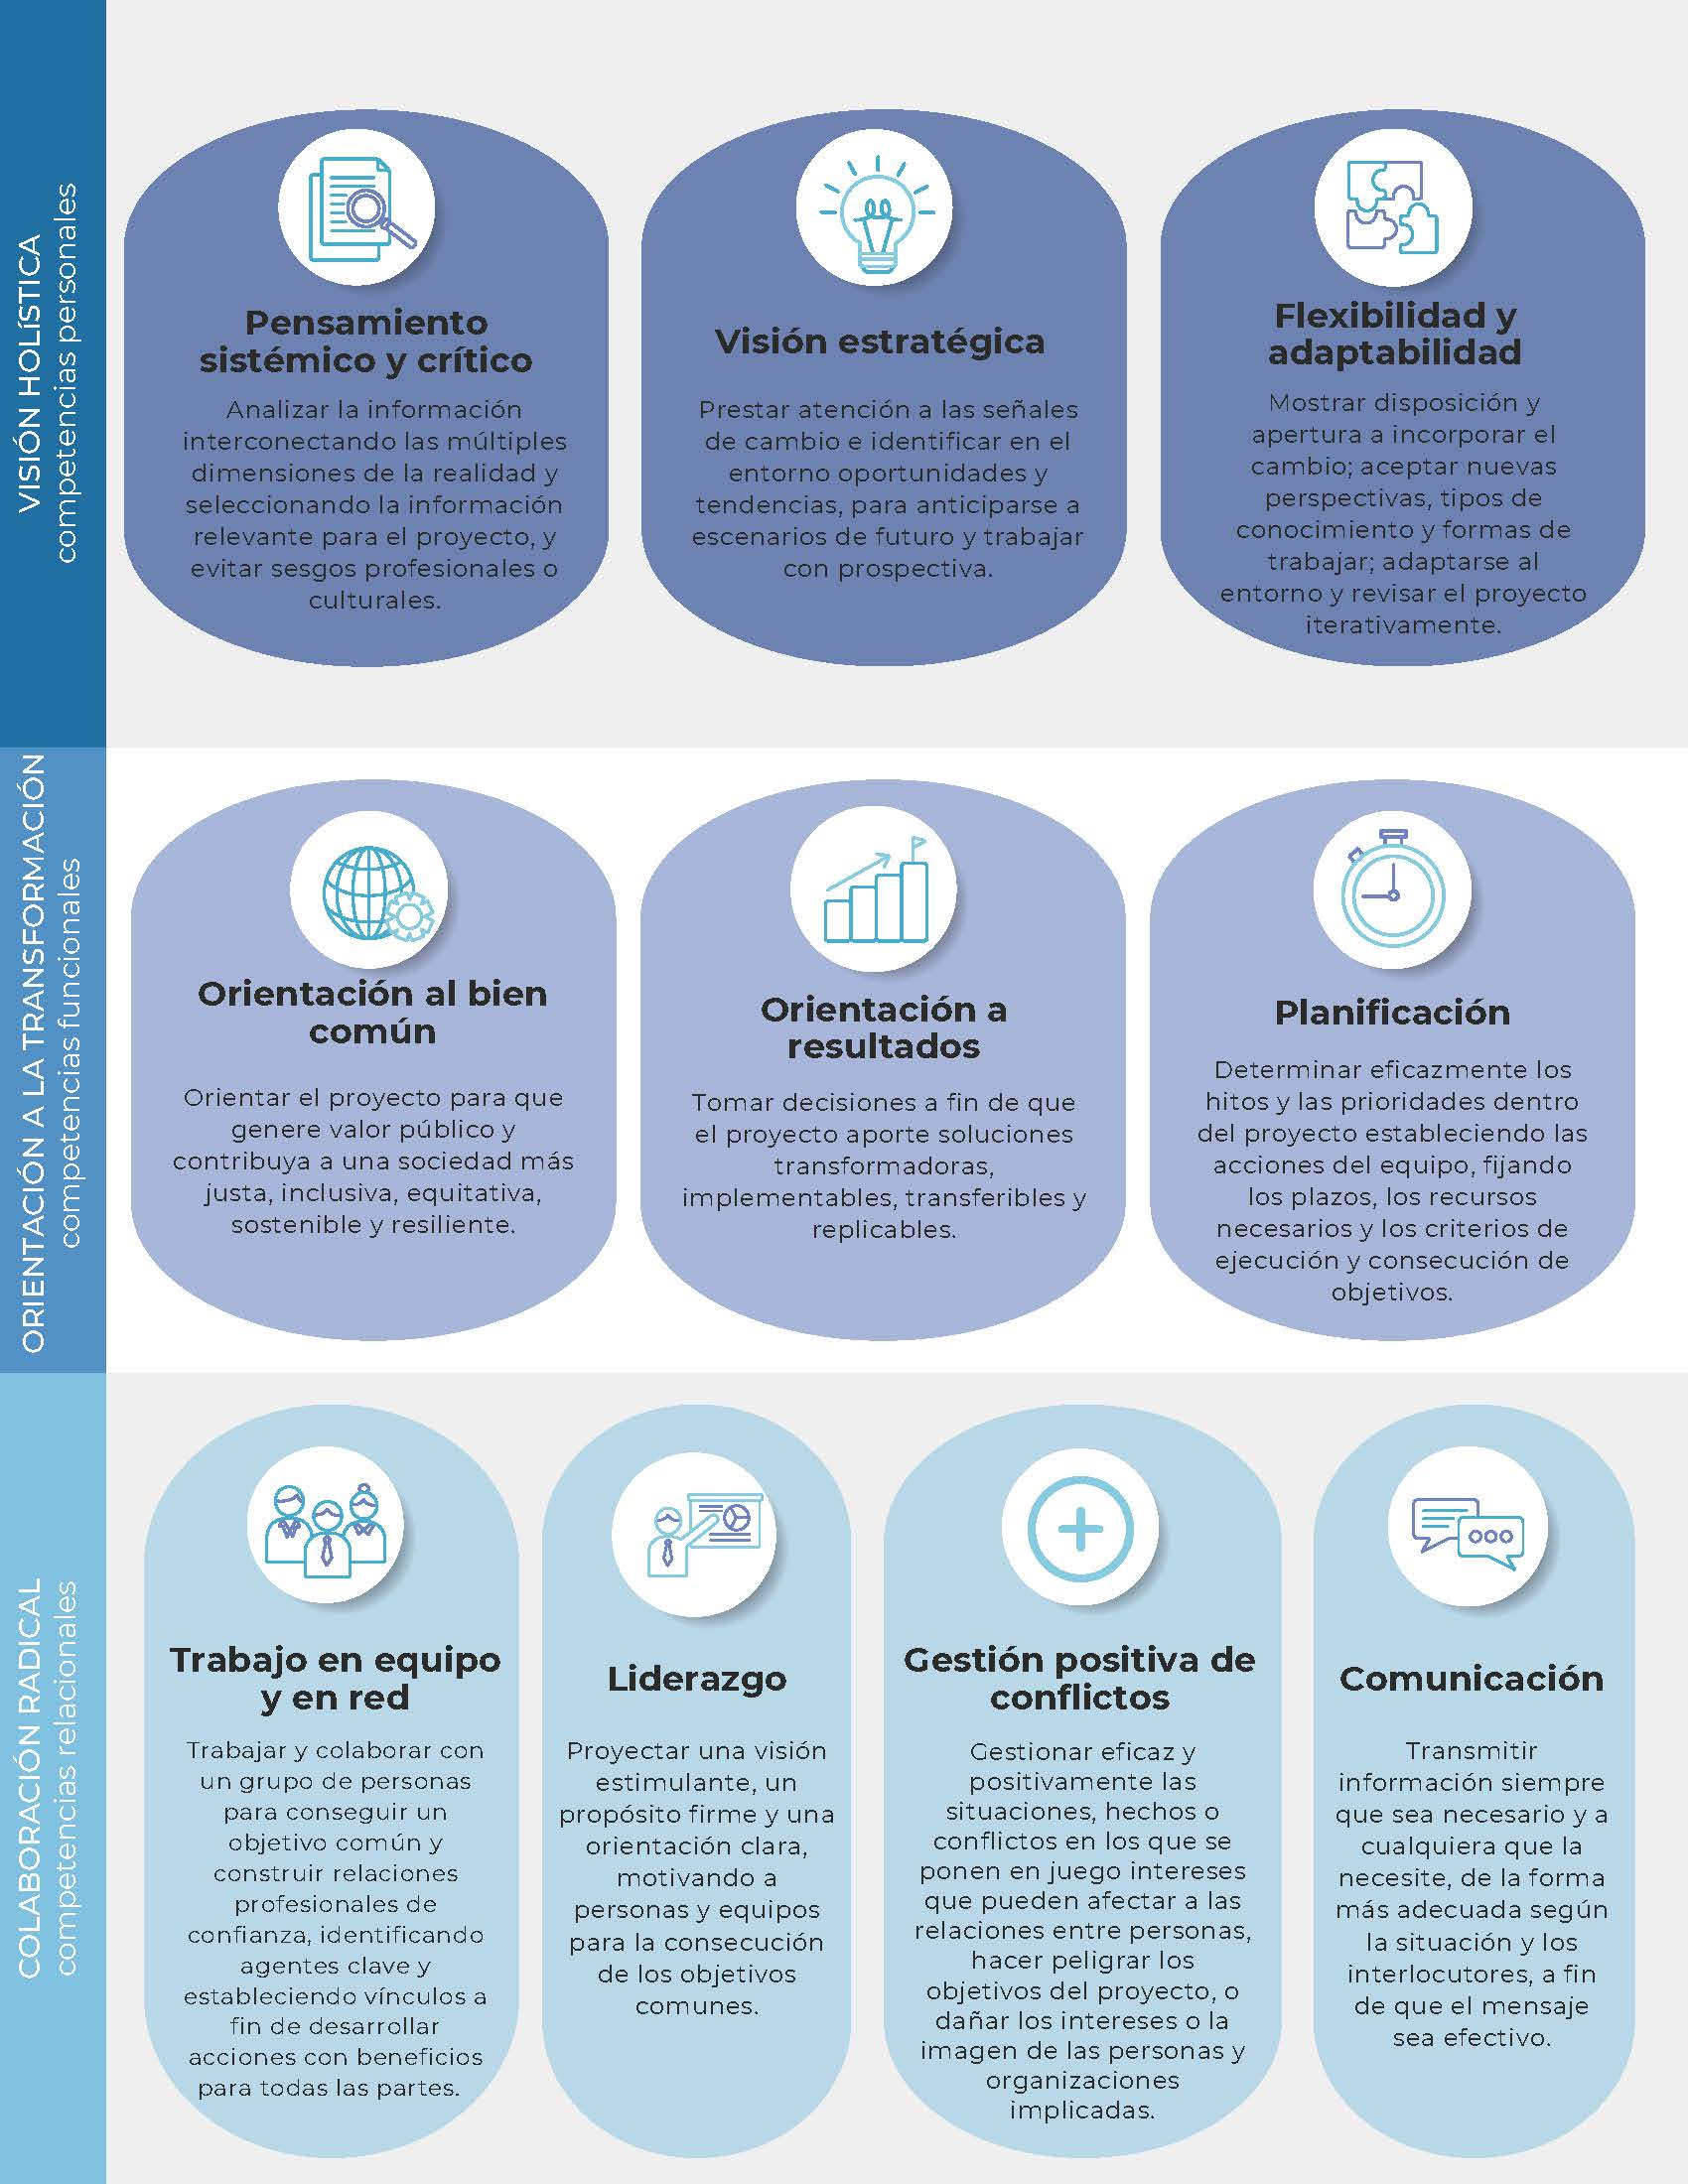 VISIÓN HOLÍSTICA
competencias personales
Pensamiento
sistémico y crítico
Analizar la información
interconectando las múltiples
dimensiones de la realidad y
seleccionando la información
relevante para el proyecto, y
evitar sesgos profesionales o
culturales.
Visión estratégica
Prestar atención a las señales
de cambio e identificar en el
entorno oportunidades y
tendencias, para anticiparse a
escenarios de futuro y trabajar
con prospectiva.
Flexibilidad y
adaptabilidad
Mostrar disposición y
apertura a incorporar el
cambio; aceptar nuevas
perspectivas, tipos de
conocimiento y formas de
trabajar; adaptarse al
entorno y revisar el proyecto
iterativamente.
ORIENTACIÓN A LA TRANSFORMACIÓN
competencias funcionales
Orientación al bien
común
Orientar el proyecto para que
genere valor público y
contribuya a una sociedad más
justa, inclusiva, equitativa,
sostenible y resiliente.
Orientación a
resultados
Tomar decisiones a fin de que
el proyecto aporte soluciones
transformadoras,
implementables, transferibles y
replicables.
Planificación
Determinar eficazmente los
hitos y las prioridades dentro
del proyecto estableciendo las
acciones del equipo, fijando
los plazos, los recursos
necesarios y los criterios de
ejecución y consecución de
objetivos.
COLABORACIÓN RADICAL
competencias relacionales
Trabajo en equipo
y en red
Trabajar y colaborar con
un grupo de personas
para conseguir un
objetivo común y
construir relaciones
profesionales de
confianza, identificando
agentes clave y
estableciendo vínculos a
fin de desarrollar
acciones con beneficios
para todas las partes.
Liderazgo
Proyectar una visión
estimulante, un
propósito firme y una
orientación clara,
motivando a
personas y equipos
para la consecución
de los objetivos
comunes.
Gestión positiva de
conflictos
Gestionar eficaz y
positivamente las
situaciones, hechos o
conflictos en los que se
ponen en juego intereses
que pueden afectar a las
relaciones entre personas,
hacer peligrar los
objetivos del proyecto, o
dañar los intereses o la
imagen de las personas y
organizaciones
implicadas.
Comunicación
Transmitir
información siempre
que sea necesario y a
cualquiera que la
necesite, de la forma
más adecuada según
la situación y los
interlocutores, a fin
de que el mensaje
sea efectivo.